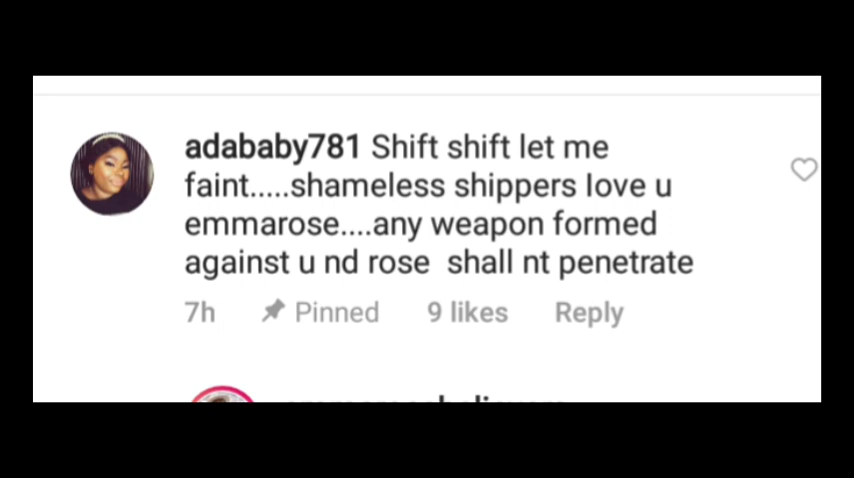 adababy781 Shift shift let me
faint.....shameless shippers love u
emmarose....any weapon formed
against u nd rose  shall nt penetrate
7h Pinned 9 likes Reply